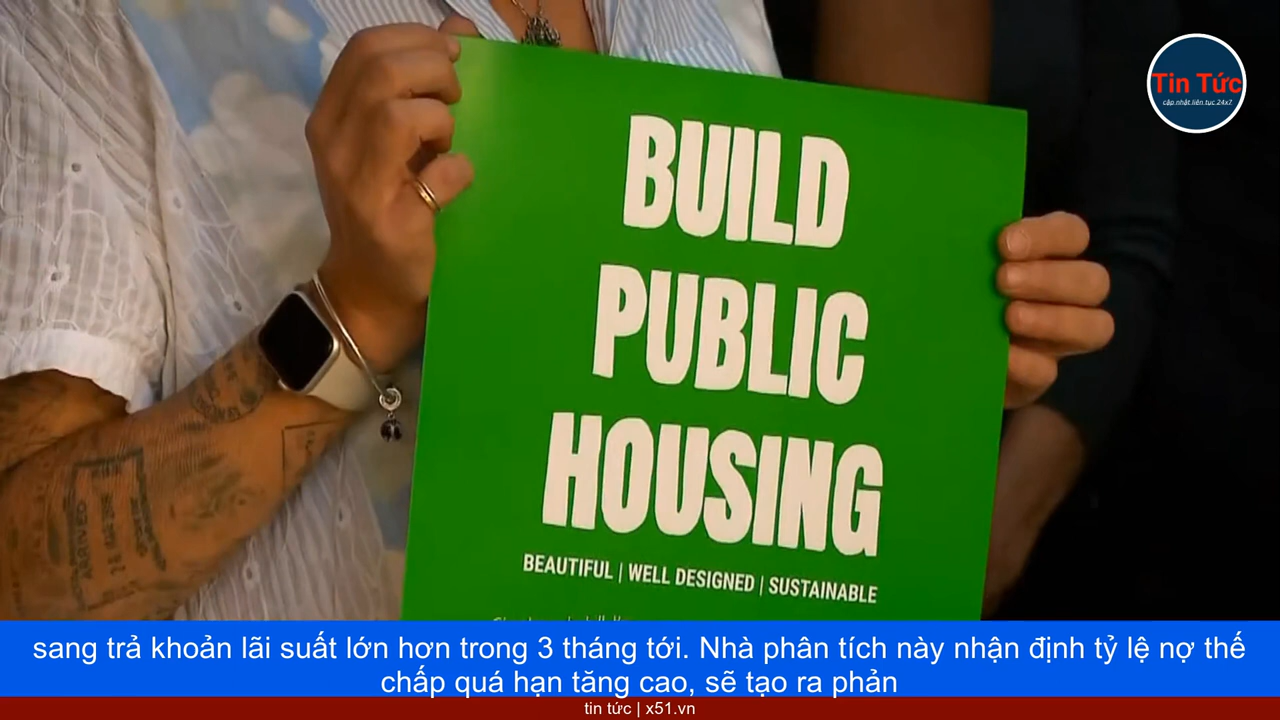 Tin Tức
cập nhật liên tục 24x7
BUILD
PUBLIC
HOUSING
BEAUTIFUL | WELL DESIGNED | SUSTAINABLE
ARRIVED
sang trả khoản lãi suất lớn hơn trong 3 tháng tới. Nhà phân tích này nhận định tỷ lệ nợ thế
chấp quá hạn tăng cao, sẽ tạo ra phản
tin tức | x51.vn